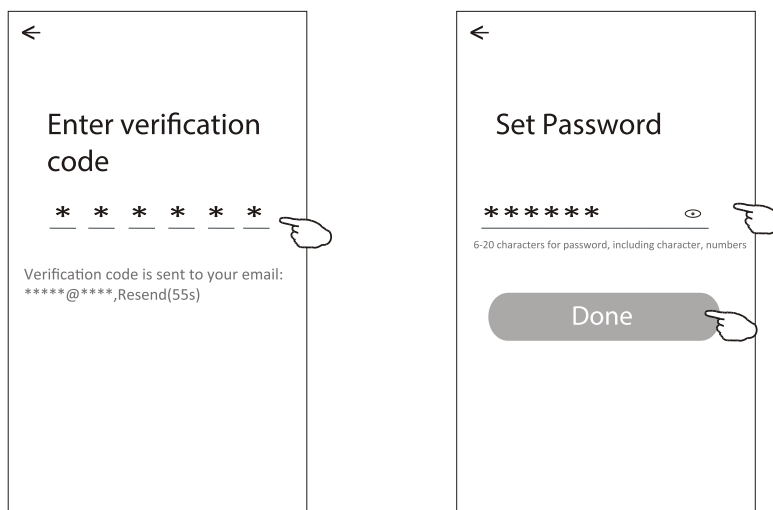 Enter verification
code
* * * * * *
Verification code is sent to your email:
*****@****,Resend(55s)
Set Password
******
6-20 characters for password, including character, numbers
Done